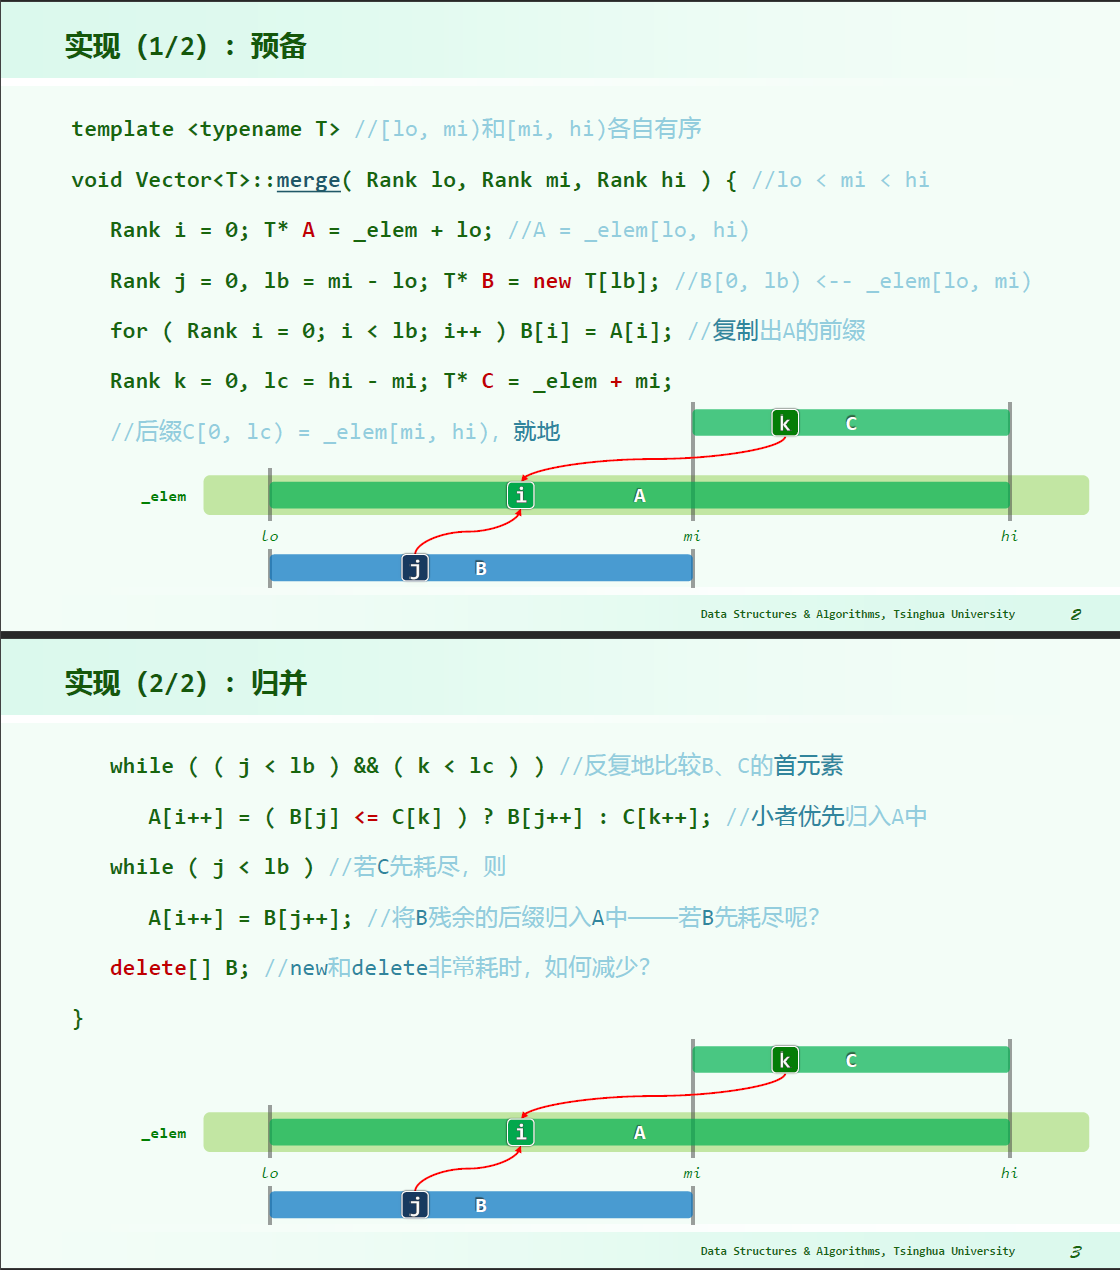 实现（1/2）：预备
template <typename T> //[lo, mi)和[mi, hi)各自有序
void Vector<T>::merge( Rank lo, Rank mi, Rank hi ) { //lo < mi < hi
Rank i = 0; T* A = _elem + lo; //A = _elem[lo, hi)
Rank j = 0, lb = mi - lo; T* B = new T[lb]; //B[0, lb) <-- _elem[lo, mi)
for ( Rank i = 0; i < lb; i++ ) B[i] = A[i]; //复制出A的前缀
Rank k = 0, lc = hi - mi; T* C = _elem + mi;
//后缀C[0, lc) = _elem[mi, hi)，就地
k C
_elem i A
lo mi hi
j B
Data Structures & Algorithms, Tsinghua University 2
实现（2/2）：归并
while ( ( j < lb ) && ( k < lc ) ) //反复地比较B、C的首元素
A[i++] = ( B[j] <= C[k] ) ? B[j++] : C[k++]; //小者优先归入A中
while ( j < lb ) //若C先耗尽，则
A[i++] = B[j++]; //将B残余的后缀归入A中——若B先耗尽呢？
delete[] B; //new和delete非常耗时，如何减少？
}
k C
_elem i A
lo mi hi
j B
Data Structures & Algorithms, Tsinghua University 3